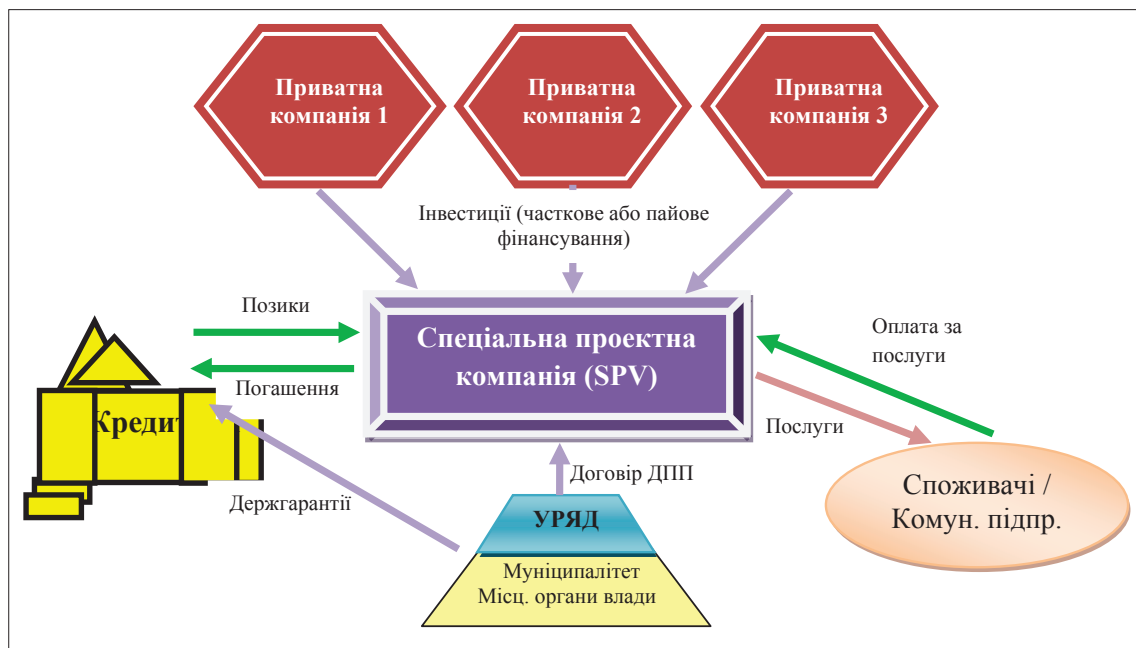 Приватна
компанія 1
Приватна
компанія 2
Приватна
компанія 3
Інвестиції (часткове або пайове
фінансування)
Позики
Спеціальна проектна
компанія (SPV)
Оплата за
послуги
Погашення
Кредит
Послуги
Держгарантії
Договір ДПП
УРЯД
Муніципалітет
Місц. органи влади
Споживачі /
Комун. підпр.